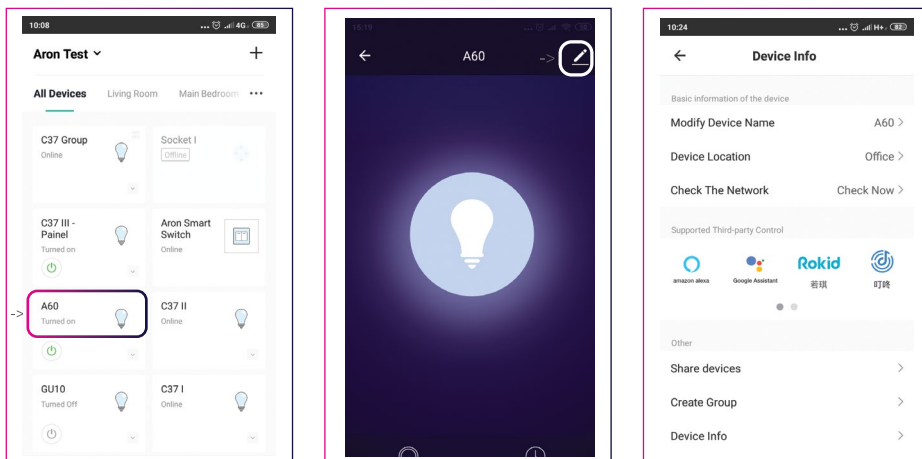 10:08
... 4G 85
Aron Test
All Devices Living Room Main Bedroom
C37 Group
Online
Socket I
Offline
C37 III -
Painel
Turned on
Aron Smart
Switch
Online
->
A60
Turned on
C37 II
Online
GU10
Turned Off
C37 I
Online
15:19
A60
->
10:24
... H+ 82
Device Info
Basic information of the device
Modify Device Name A60 >
Device Location Office >
Check The Network Check Now >
Supported Third-party Control
amazon alexa
Google Assistant
Rokid
若琪
叮咚
Other
Share devices >
Create Group >
Device Info >